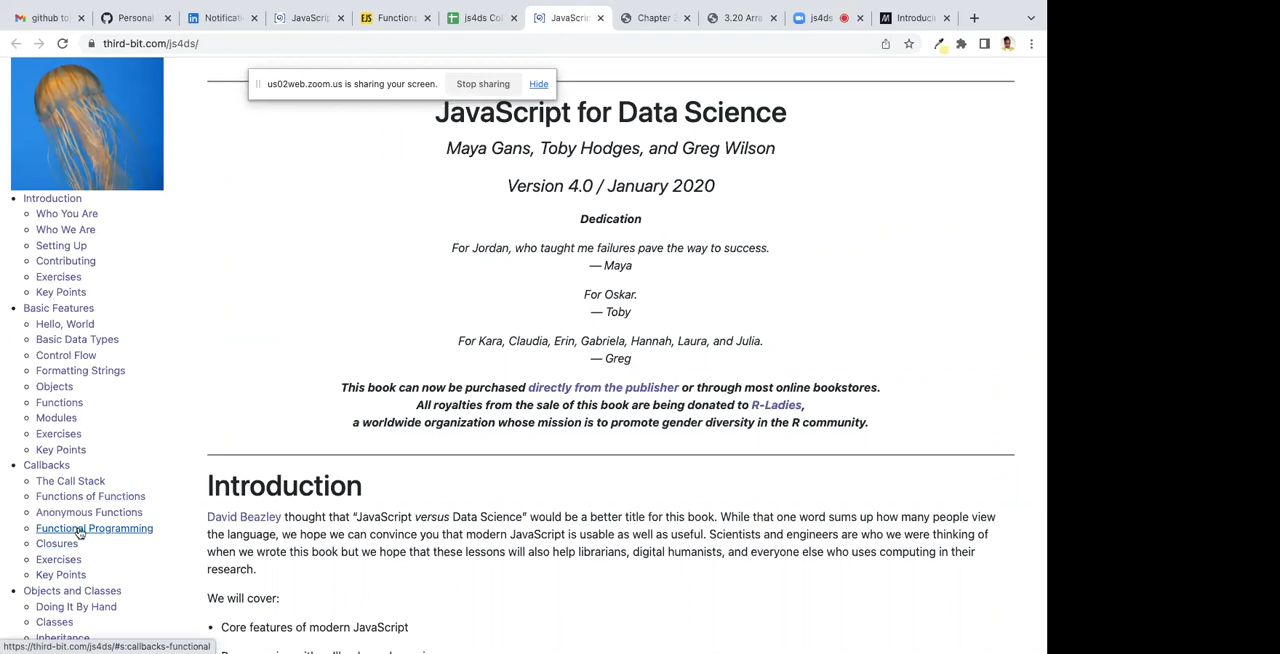 github to
Personal
Notificati
JavaScrip
Functions
js4ds Col
JavaScrip
Chapter
3.20 Arra
js4ds
Introduc
third-bit.com/js4ds/
us02web.zoom.us is sharing your screen.
Stop sharing
Hide
Introduction
Who You Are
Who We Are
Setting Up
Contributing
Exercises
Key Points
Basic Features
Hello, World
Basic Data Types
Control Flow
Formatting Strings
Objects
Functions
Modules
Exercises
Key Points
Callbacks
The Call Stack
Functions of Functions
Anonymous Functions
Functional Programming
Closures
Exercises
Key Points
Objects and Classes
Doing It By Hand
Classes
Inheritance
https://third-bit.com/js4ds/#s:callbacks-functional
JavaScript for Data Science
Maya Gans, Toby Hodges, and Greg Wilson
Version 4.0 / January 2020
Dedication
For Jordan, who taught me failures pave the way to success.
— Maya
For Oskar.
— Toby
For Kara, Claudia, Erin, Gabriela, Hannah, Laura, and Julia.
— Greg
This book can now be purchased directly from the publisher or through most online bookstores.
All royalties from the sale of this book are being donated to R-Ladies,
a worldwide organization whose mission is to promote gender diversity in the R community.
Introduction
David Beazley thought that “JavaScript versus Data Science” would be a better title for this book. While that one word sums up how many people view
the language, we hope we can convince you that modern JavaScript is usable as well as useful. Scientists and engineers are who we were thinking of
when we wrote this book but we hope that these lessons will also help librarians, digital humanists, and everyone else who uses computing in their
research.
We will cover:
Core features of modern JavaScript